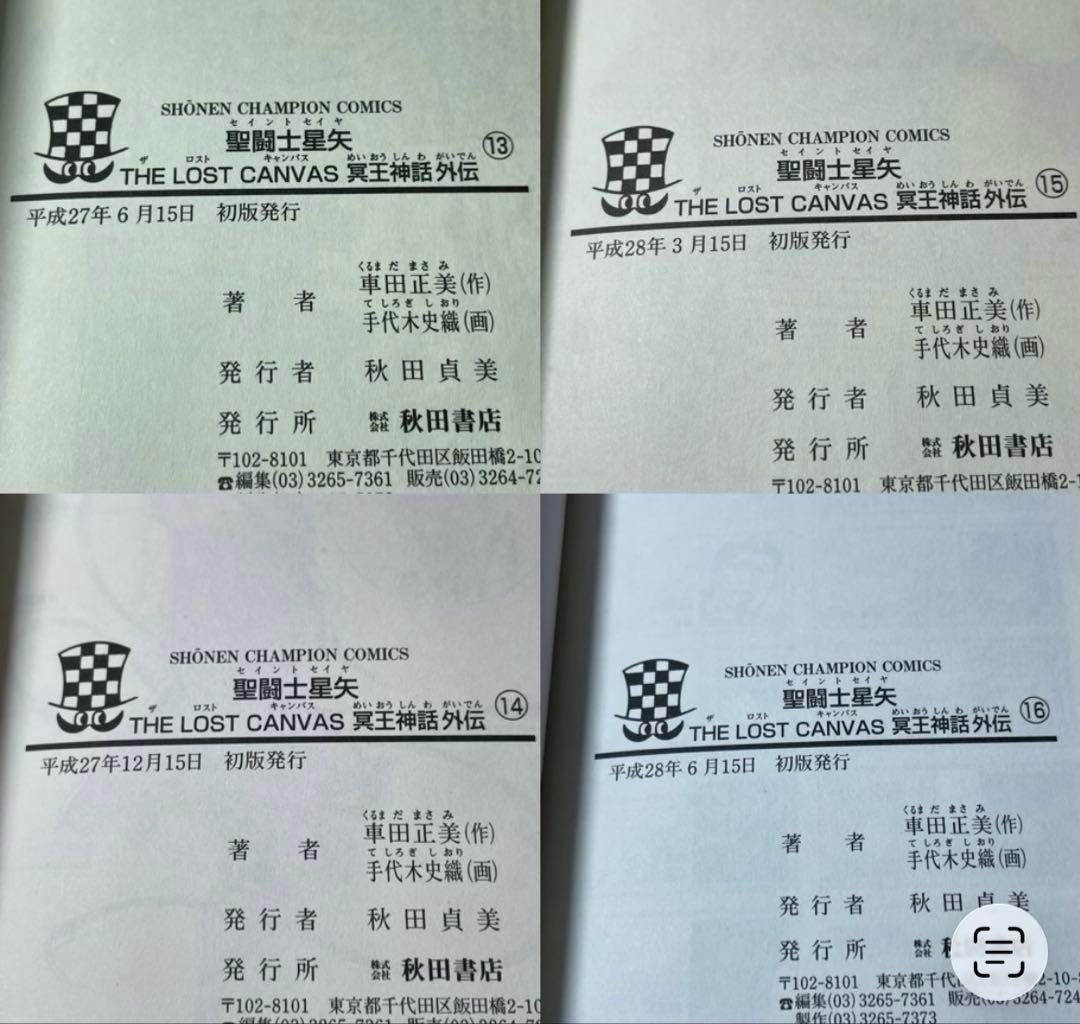 SHŌNEN CHAMPION COMICS
セイントセイヤ
聖闘士星矢
ザ ロスト キャンバス めいおうしんわ がいでん
THE LOST CANVAS 冥王神話外伝 ⑬
平成27年6月15日 初版発行
くるまだ まさみ
著者 車田正美(作)
てしろぎ しおり
手代木史織(画)
発行者 秋田貞美
発行所 株式会社 秋田書店
〒102-8101 東京都千代田区飯田橋2-10
☎編集(03)3265-7361 販売(03)3264-72
SHŌNEN CHAMPION COMICS
セイントセイヤ
聖闘士星矢
ザ ロスト キャンバス めいおうしんわ がいでん
THE LOST CANVAS 冥王神話外伝 ⑮
平成28年3月15日 初版発行
くるまだ まさみ
著者 車田正美(作)
てしろぎ しおり
手代木史織(画)
発行者 秋田貞美
発行所 株式会社 秋田書店
〒102-8101 東京都千代田区飯田橋2-1
SHŌNEN CHAMPION COMICS
セイントセイヤ
聖闘士星矢
ザ ロスト キャンバス めいおうしんわ がいでん
THE LOST CANVAS 冥王神話外伝 ⑭
平成27年12月15日 初版発行
くるまだ まさみ
著者 車田正美(作)
てしろぎ しおり
手代木史織(画)
発行者 秋田貞美
発行所 株式会社 秋田書店
〒102-8101 東京都千代田区飯田橋2-10
☎編集(03)3265-7361 販売(03)3264-72
SHŌNEN CHAMPION COMICS
セイントセイヤ
聖闘士星矢
ザ ロスト キャンバス めいおうしんわ がいでん
THE LOST CANVAS 冥王神話外伝 ⑯
平成28年6月15日 初版発行
くるまだ まさみ
著者 車田正美(作)
てしろぎ しおり
手代木史織(画)
発行者 秋田貞美
発行所 株式会社
〒102-8101 東京都千代 2-10-8
☎編集(03)3265-7361 販売(03)3264-724
製作(03)3265-7373